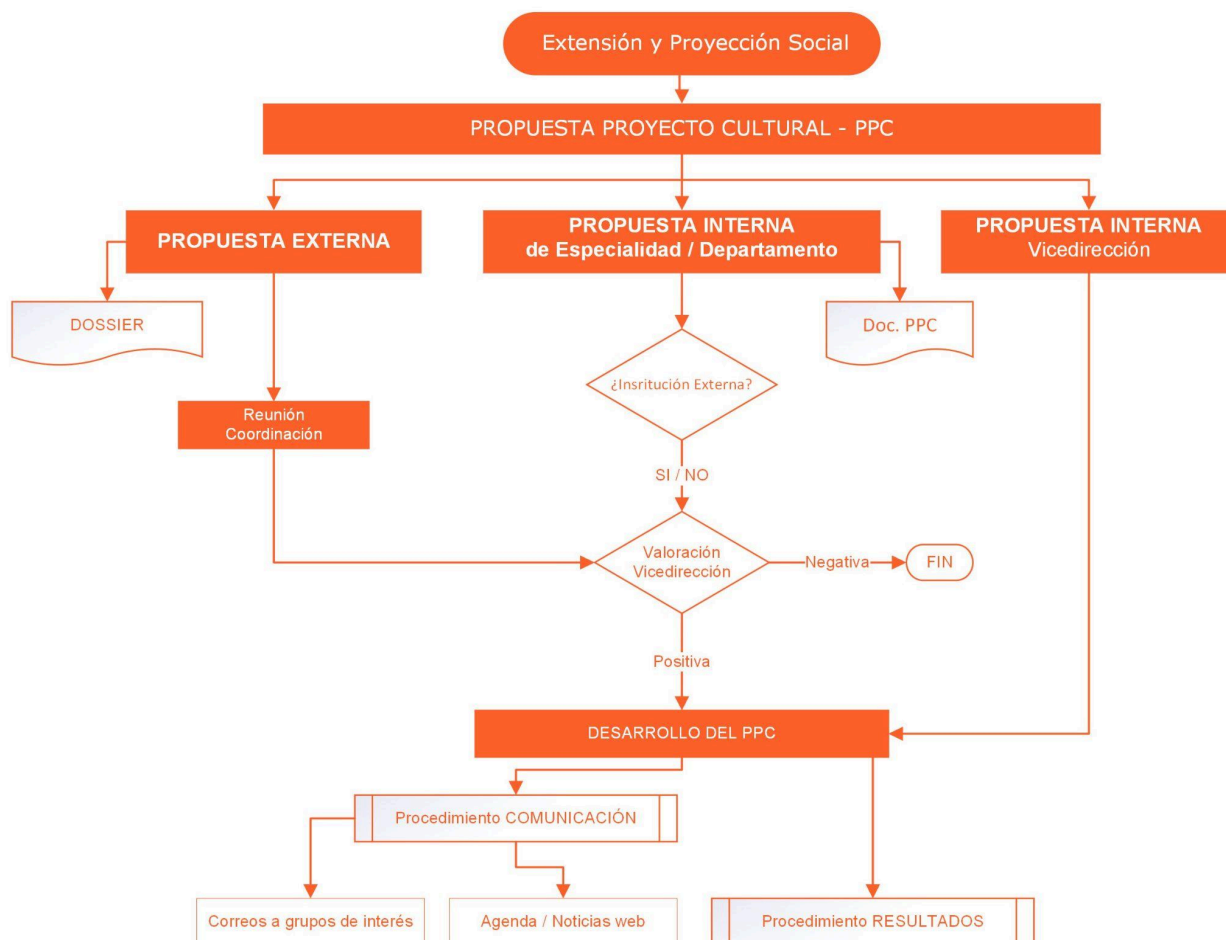 Extensión y Proyección Social
PROPUESTA PROYECTO CULTURAL - PPC
PROPUESTA EXTERNA
PROPUESTA INTERNA
de Especialidad / Departamento
PROPUESTA INTERNA
Vicedirección
DOSSIER
Doc. PPC
¿Insritución Externa?
Reunión
Coordinación
SI / NO
Valoración
Vicedirección
Negativa
FIN
Positiva
DESARROLLO DEL PPC
Procedimiento COMUNICACIÓN
Correos a grupos de interés
Agenda / Noticias web
Procedimiento RESULTADOS